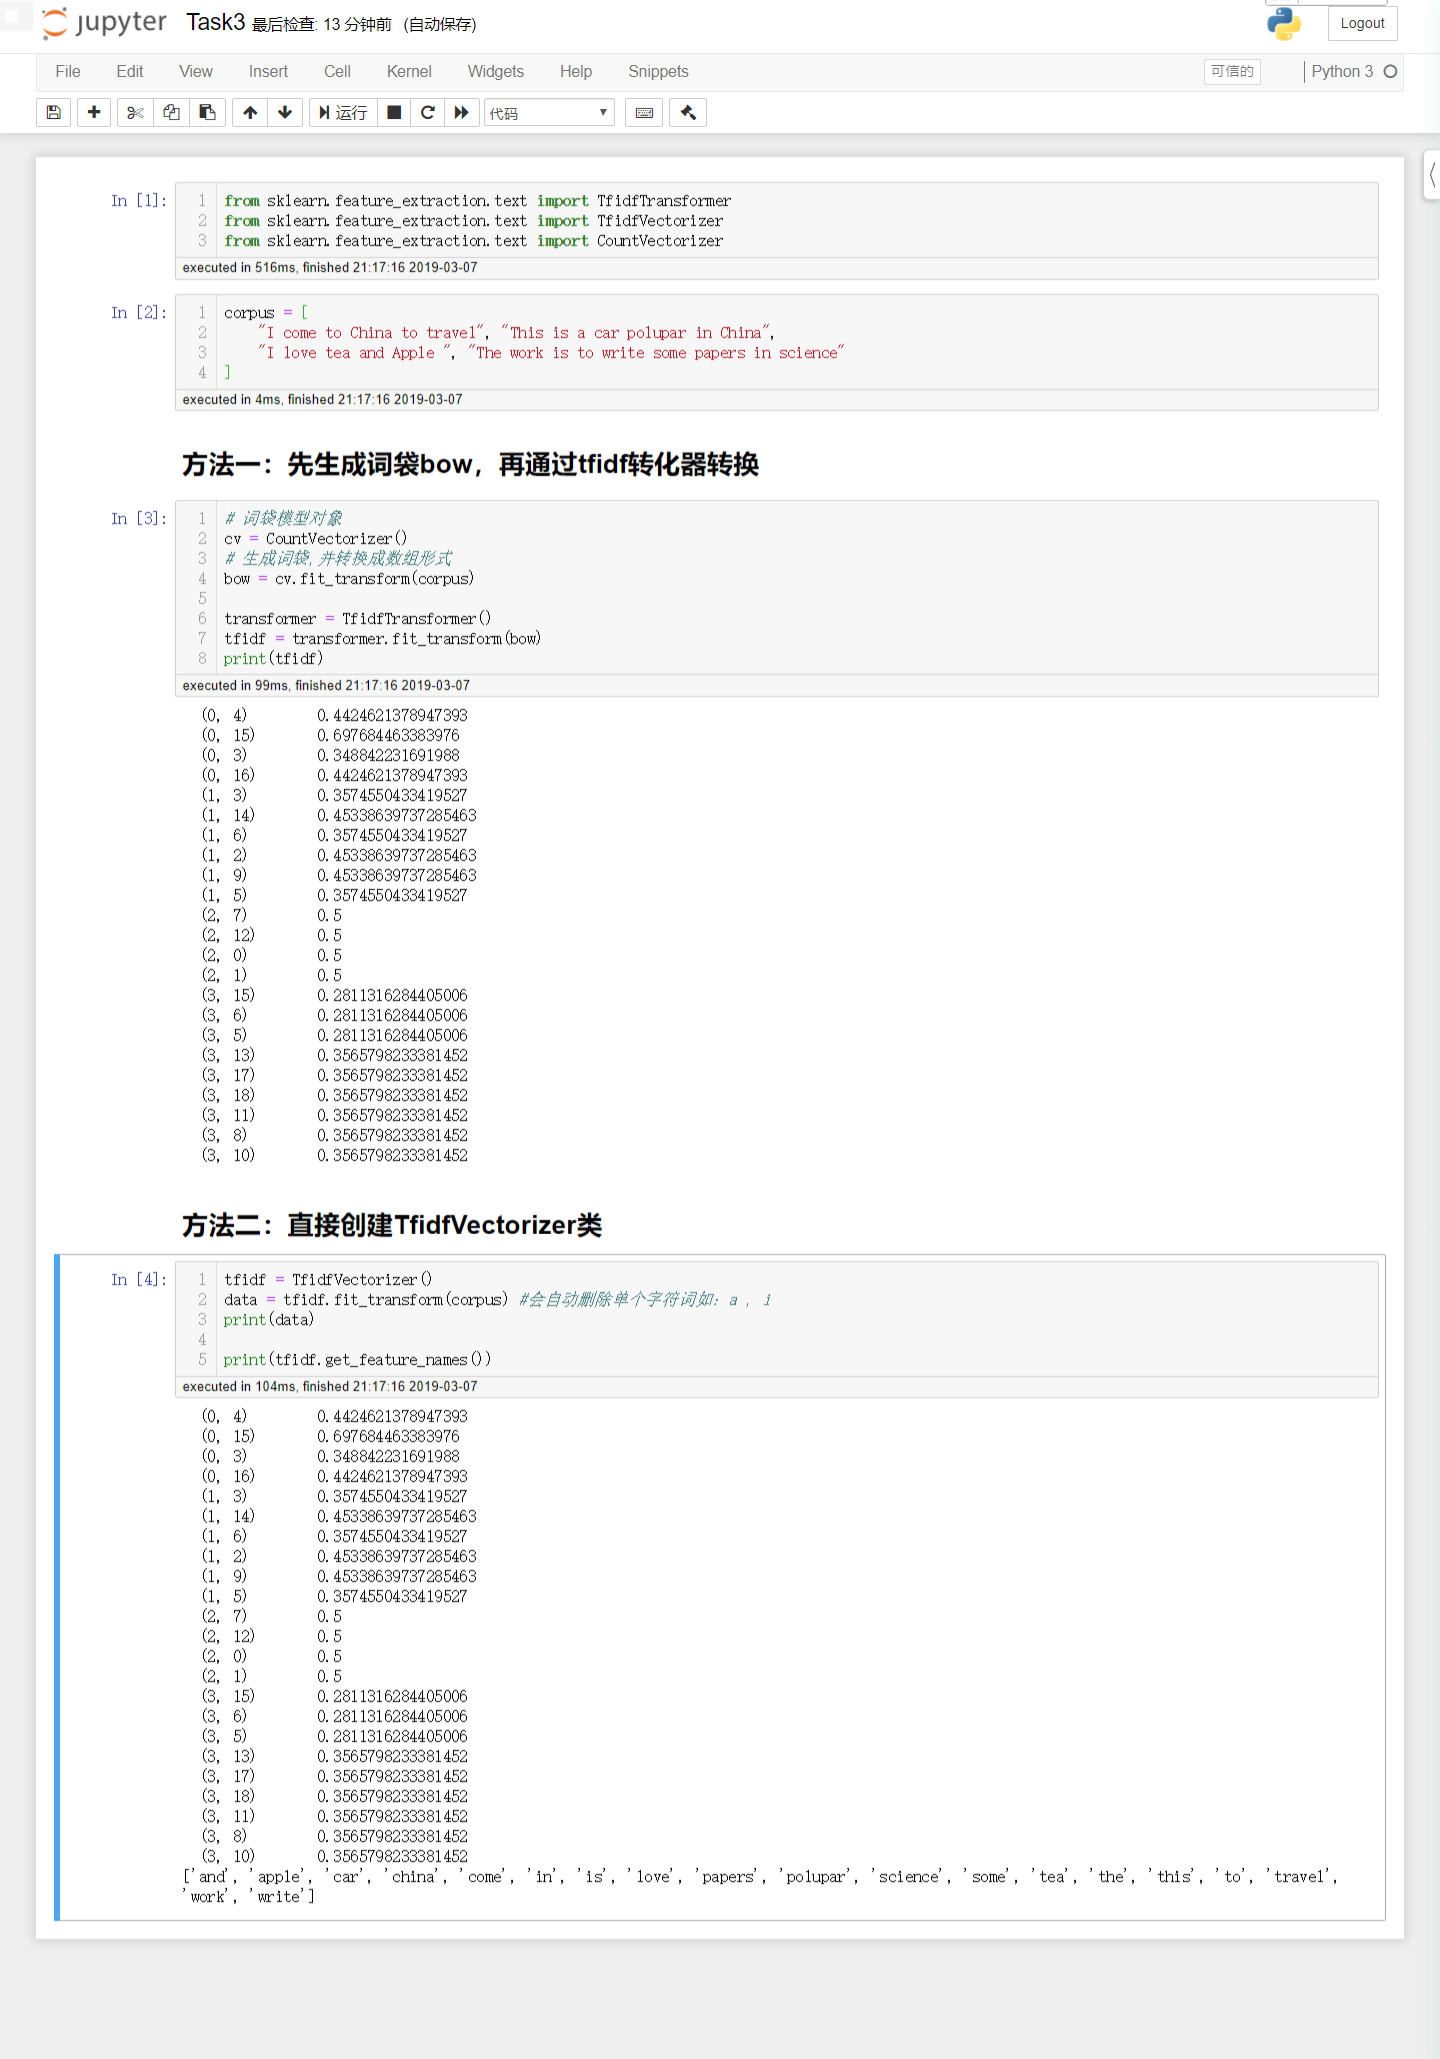 jupyter Task3 最后检查: 13 分钟前 (自动保存) Logout
File Edit View Insert Cell Kernel Widgets Help Snippets 可信的 Python 3
运行 代码
In [1]:
1 from sklearn.feature_extraction.text import TfidfTransformer
2 from sklearn.feature_extraction.text import TfidfVectorizer
3 from sklearn.feature_extraction.text import CountVectorizer
executed in 516ms, finished 21:17:16 2019-03-07
In [2]:
1 corpus = [
2     "I come to China to travel", "This is a car polupar in China",
3     "I love tea and Apple ", "The work is to write some papers in science"
4 ]
executed in 4ms, finished 21:17:16 2019-03-07
方法一：先生成词袋bow，再通过tfidf转化器转换
In [3]:
1 # 词袋模型对象
2 cv = CountVectorizer()
3 # 生成词袋,并转换成数组形式
4 bow = cv.fit_transform(corpus)
5
6 transformer = TfidfTransformer()
7 tfidf = transformer.fit_transform(bow)
8 print(tfidf)
executed in 99ms, finished 21:17:16 2019-03-07
(0, 4) 0.4424621378947393
(0, 15) 0.697684463383976
(0, 3) 0.348842231691988
(0, 16) 0.4424621378947393
(1, 3) 0.3574550433419527
(1, 14) 0.45338639737285463
(1, 6) 0.3574550433419527
(1, 2) 0.45338639737285463
(1, 9) 0.45338639737285463
(1, 5) 0.3574550433419527
(2, 7) 0.5
(2, 12) 0.5
(2, 0) 0.5
(2, 1) 0.5
(3, 15) 0.2811316284405006
(3, 6) 0.2811316284405006
(3, 5) 0.2811316284405006
(3, 13) 0.3565798233381452
(3, 17) 0.3565798233381452
(3, 18) 0.3565798233381452
(3, 11) 0.3565798233381452
(3, 8) 0.3565798233381452
(3, 10) 0.3565798233381452
方法二：直接创建TfidfVectorizer类
In [4]:
1 tfidf = TfidfVectorizer()
2 data = tfidf.fit_transform(corpus) #会自动删除单个字符词如：a , i
3 print(data)
4
5 print(tfidf.get_feature_names())
executed in 104ms, finished 21:17:16 2019-03-07
(0, 4) 0.4424621378947393
(0, 15) 0.697684463383976
(0, 3) 0.348842231691988
(0, 16) 0.4424621378947393
(1, 3) 0.3574550433419527
(1, 14) 0.45338639737285463
(1, 6) 0.3574550433419527
(1, 2) 0.45338639737285463
(1, 9) 0.45338639737285463
(1, 5) 0.3574550433419527
(2, 7) 0.5
(2, 12) 0.5
(2, 0) 0.5
(2, 1) 0.5
(3, 15) 0.2811316284405006
(3, 6) 0.2811316284405006
(3, 5) 0.2811316284405006
(3, 13) 0.3565798233381452
(3, 17) 0.3565798233381452
(3, 18) 0.3565798233381452
(3, 11) 0.3565798233381452
(3, 8) 0.3565798233381452
(3, 10) 0.3565798233381452
['and', 'apple', 'car', 'china', 'come', 'in', 'is', 'love', 'papers', 'polupar', 'science', 'some', 'tea', 'the', 'this', 'to', 'travel',
'work', 'write']